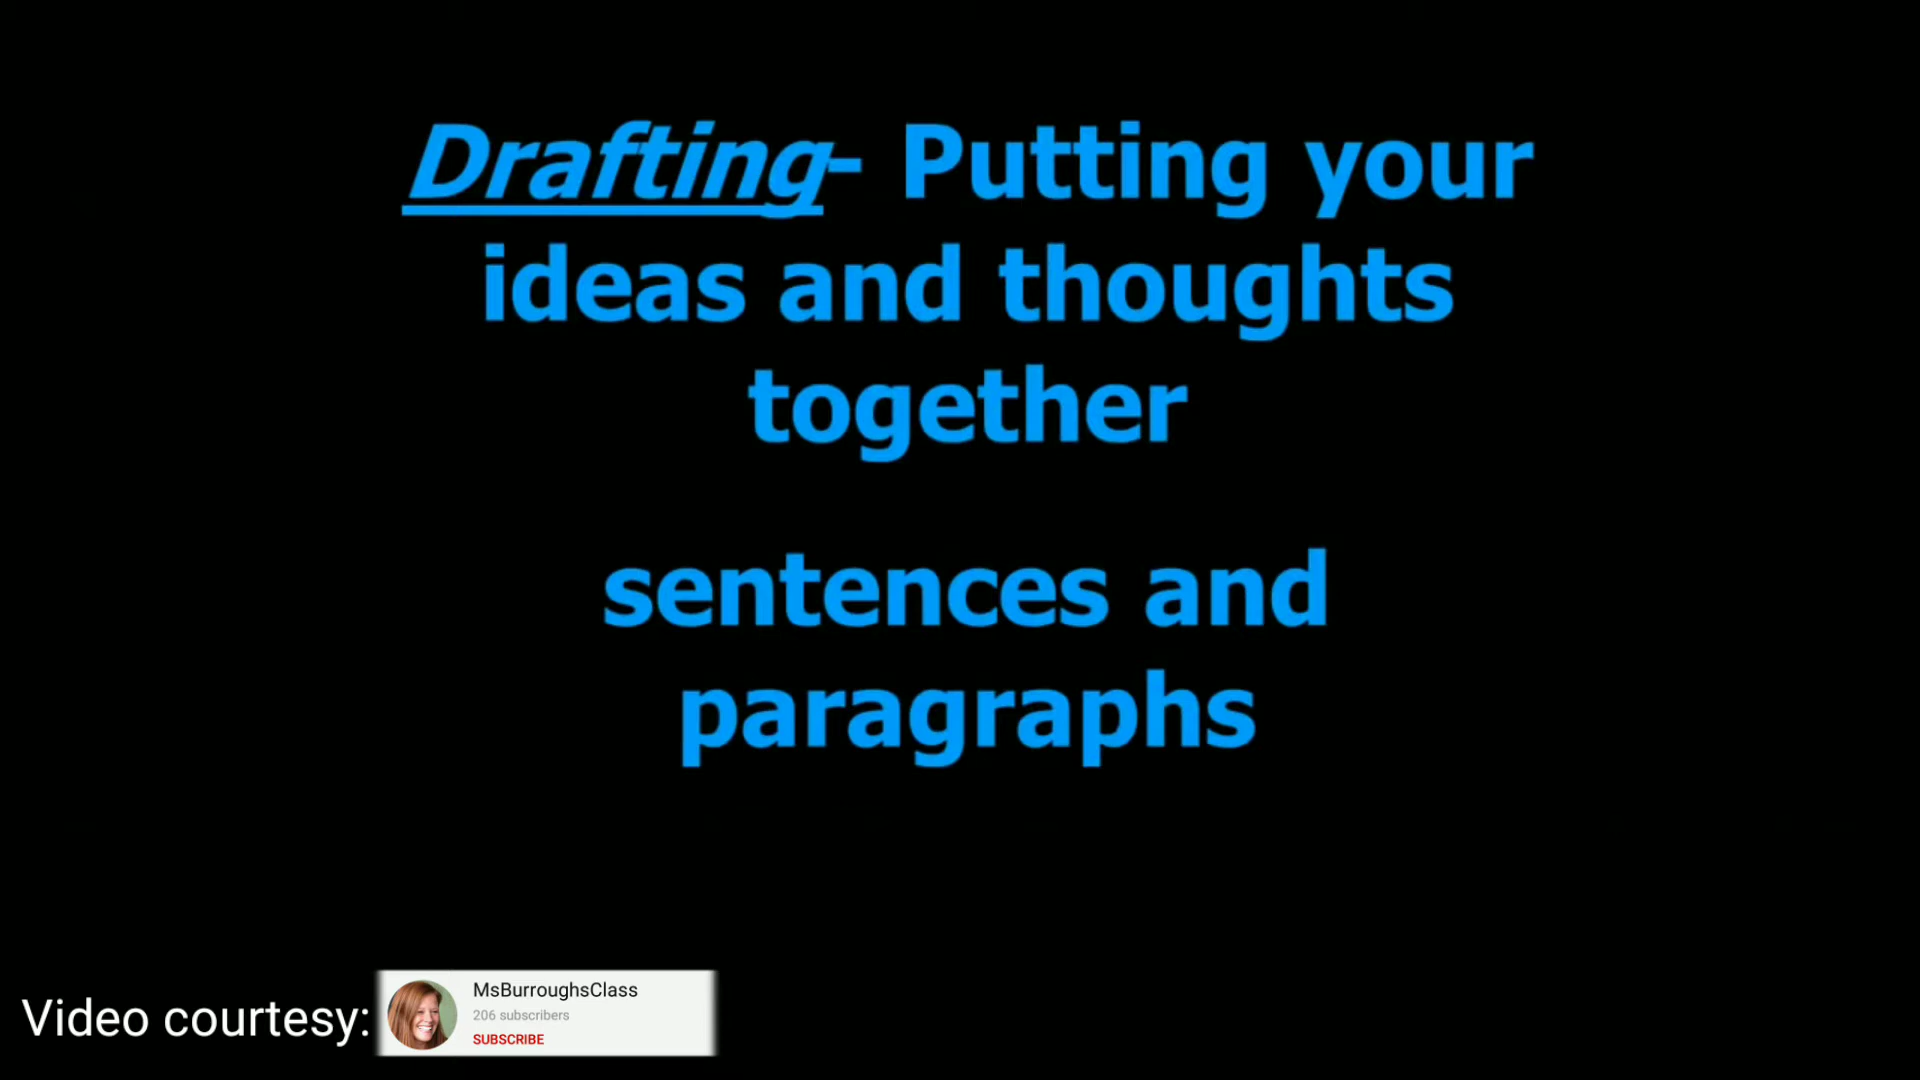 Drafting- Putting your
ideas and thoughts
together
sentences and
paragraphs
Video courtesy:
MsBurroughsClass
206 subscribers
SUBSCRIBE